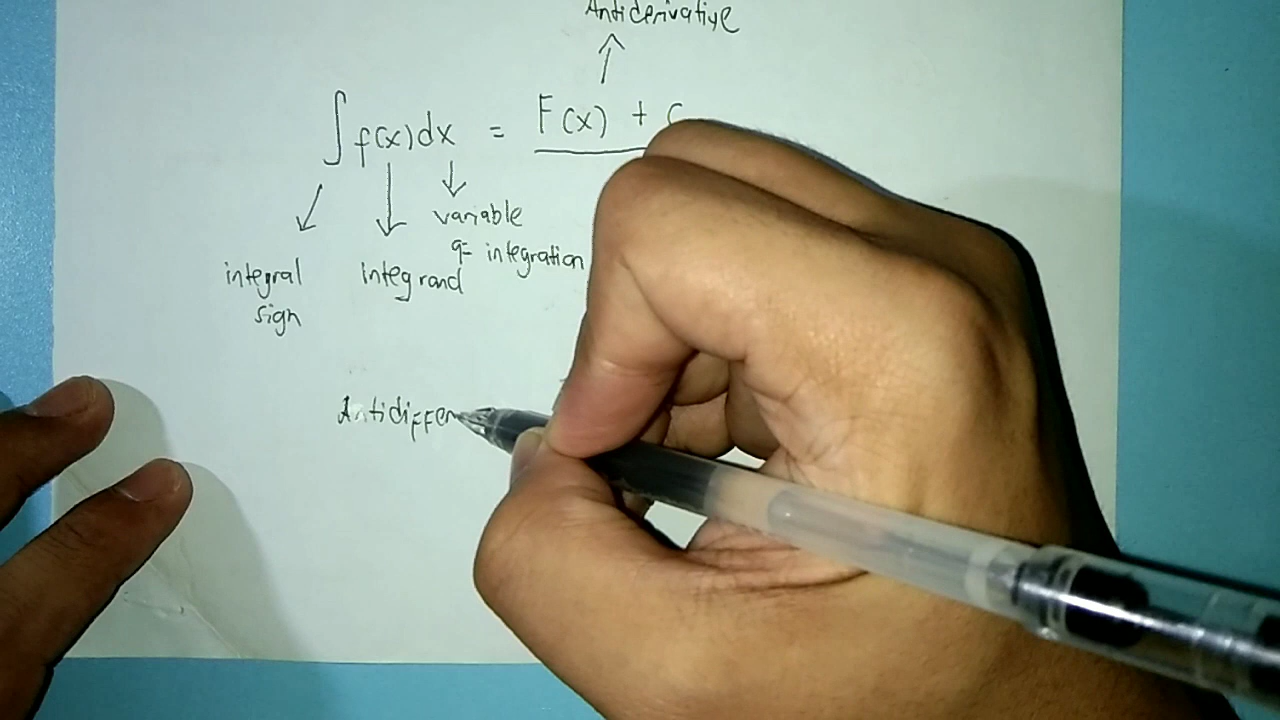 Antiderivative
∫f(x)dx = F(x) + C
variable
of integration
integral integrand
sign
Antidiffer